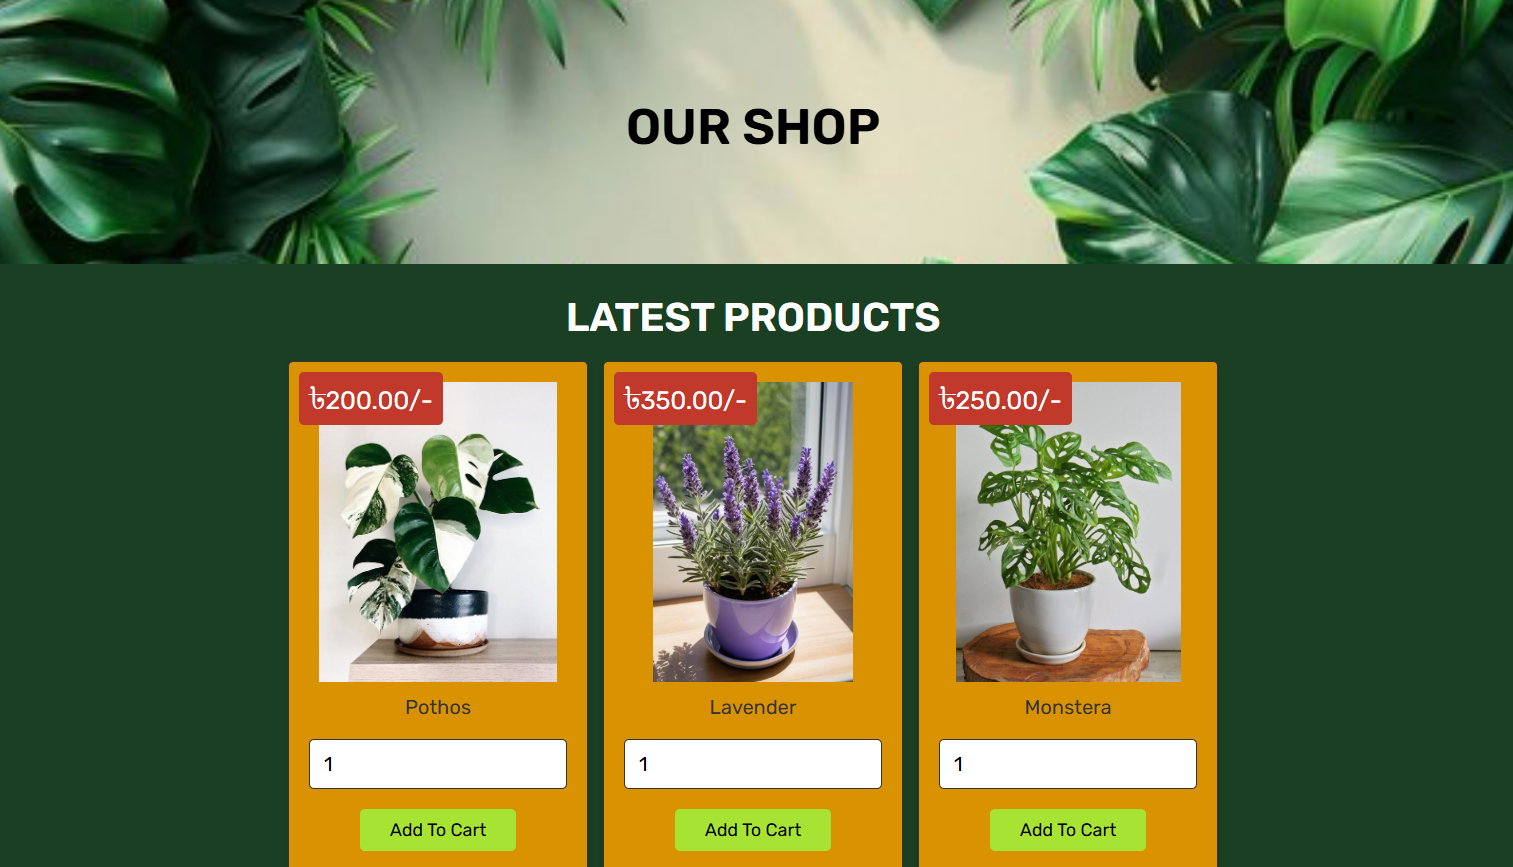 OUR SHOP
LATEST PRODUCTS
৳200.00/-
৳350.00/-
৳250.00/-
Pothos
Lavender
Monstera
1
1
1
Add To Cart
Add To Cart
Add To Cart